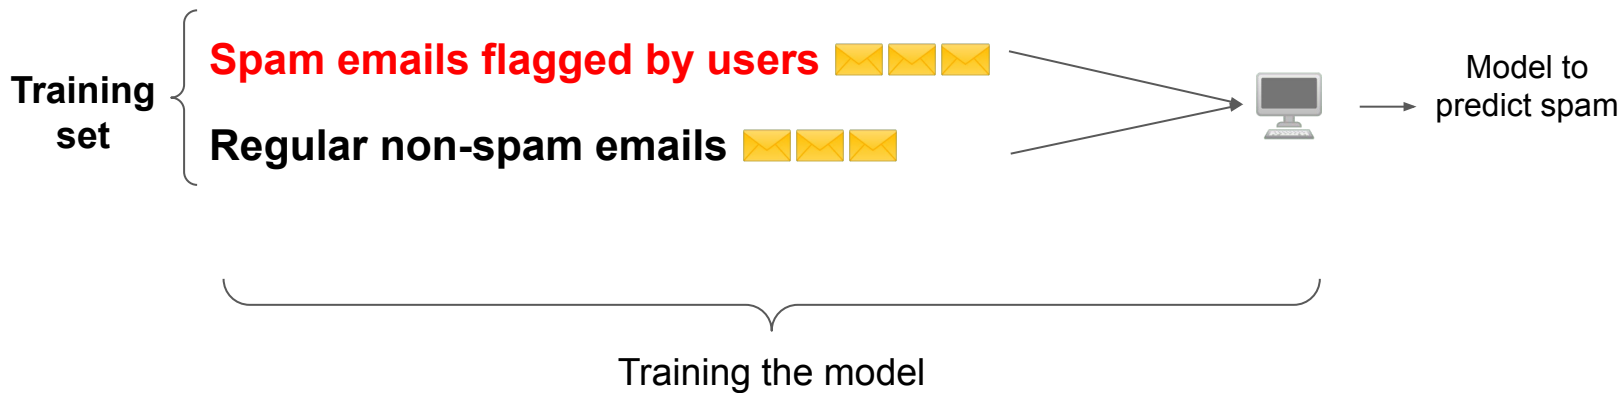 Training
set
Spam emails flagged by users
Regular non-spam emails
Model to
predict spam
Training the model